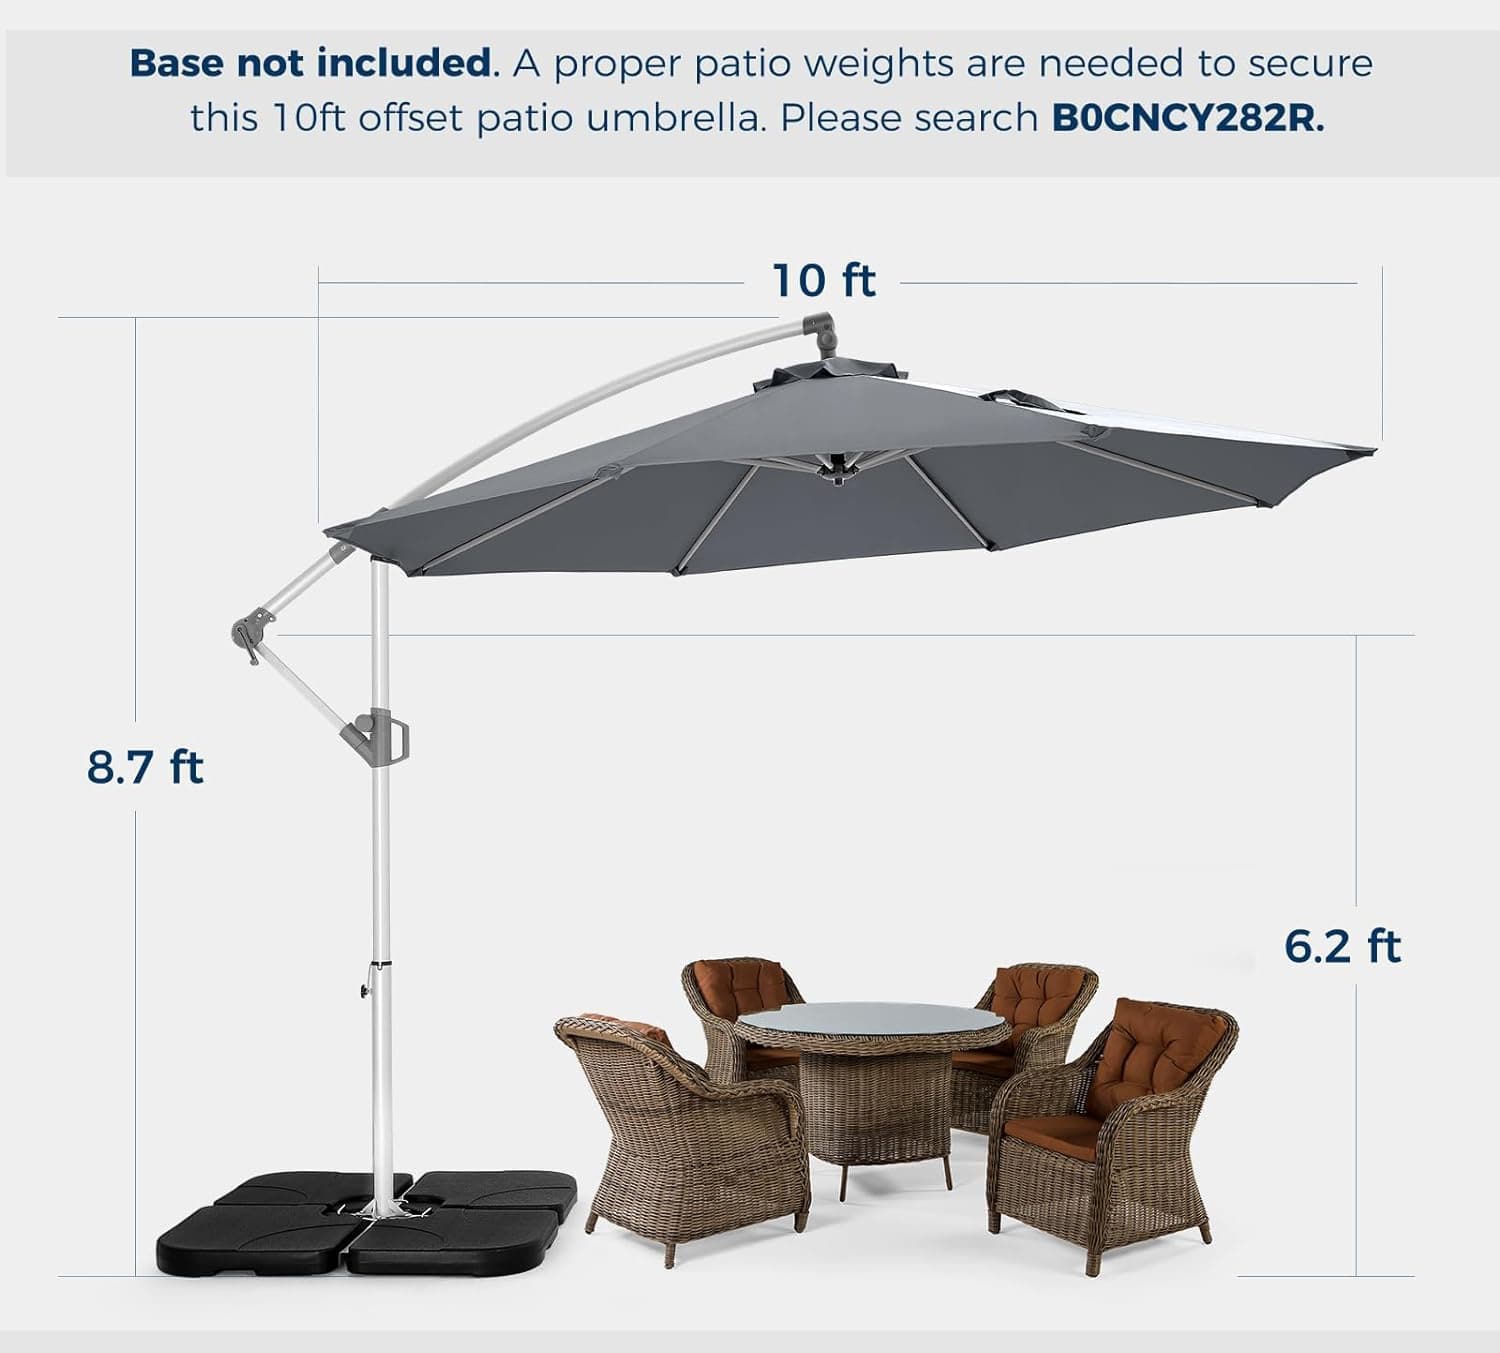 Base not included. A proper patio weights are needed to secure
this 10ft offset patio umbrella. Please search B0CNCY282R.
10 ft
8.7 ft
6.2 ft